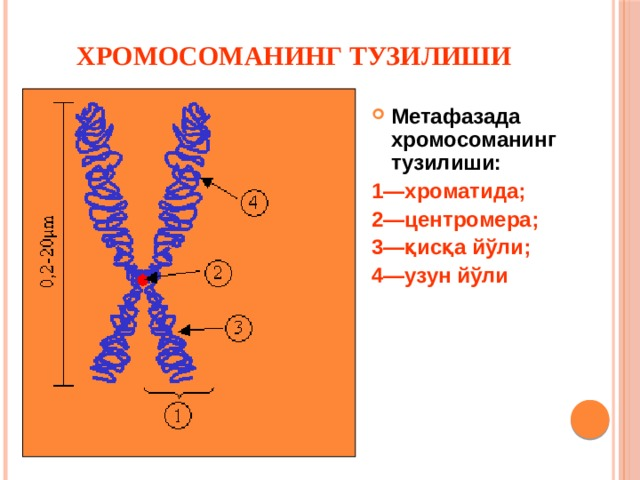 ХРОМОСОМАНИНГ ТУЗИЛИШИ
Метафазада
хромосоманинг
тузилиши:
1—хроматида;
2—центромера;
3—қисқа йўли;
4—узун йўли
0,2-20μm
4
2
3
1